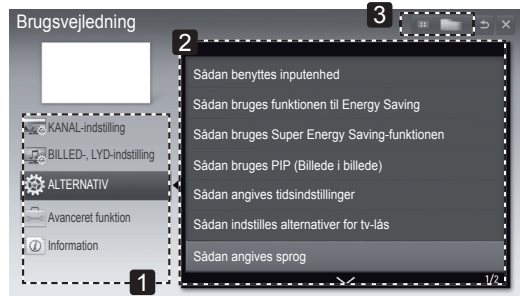 Brugsvejledning
3
2
Sådan benyttes inputenhed
Sådan bruges funktionen til Energy Saving
Sådan bruges Super Energy Saving-funktionen
Sådan bruges PIP (Billede i billede)
Sådan angives tidsindstillinger
Sådan indstilles alternativer for tv-lås
Sådan angives sprog
1/2
KANAL-indstilling
BILLED-, LYD-indstilling
ALTERNATIV
Avanceret funktion
Information
1